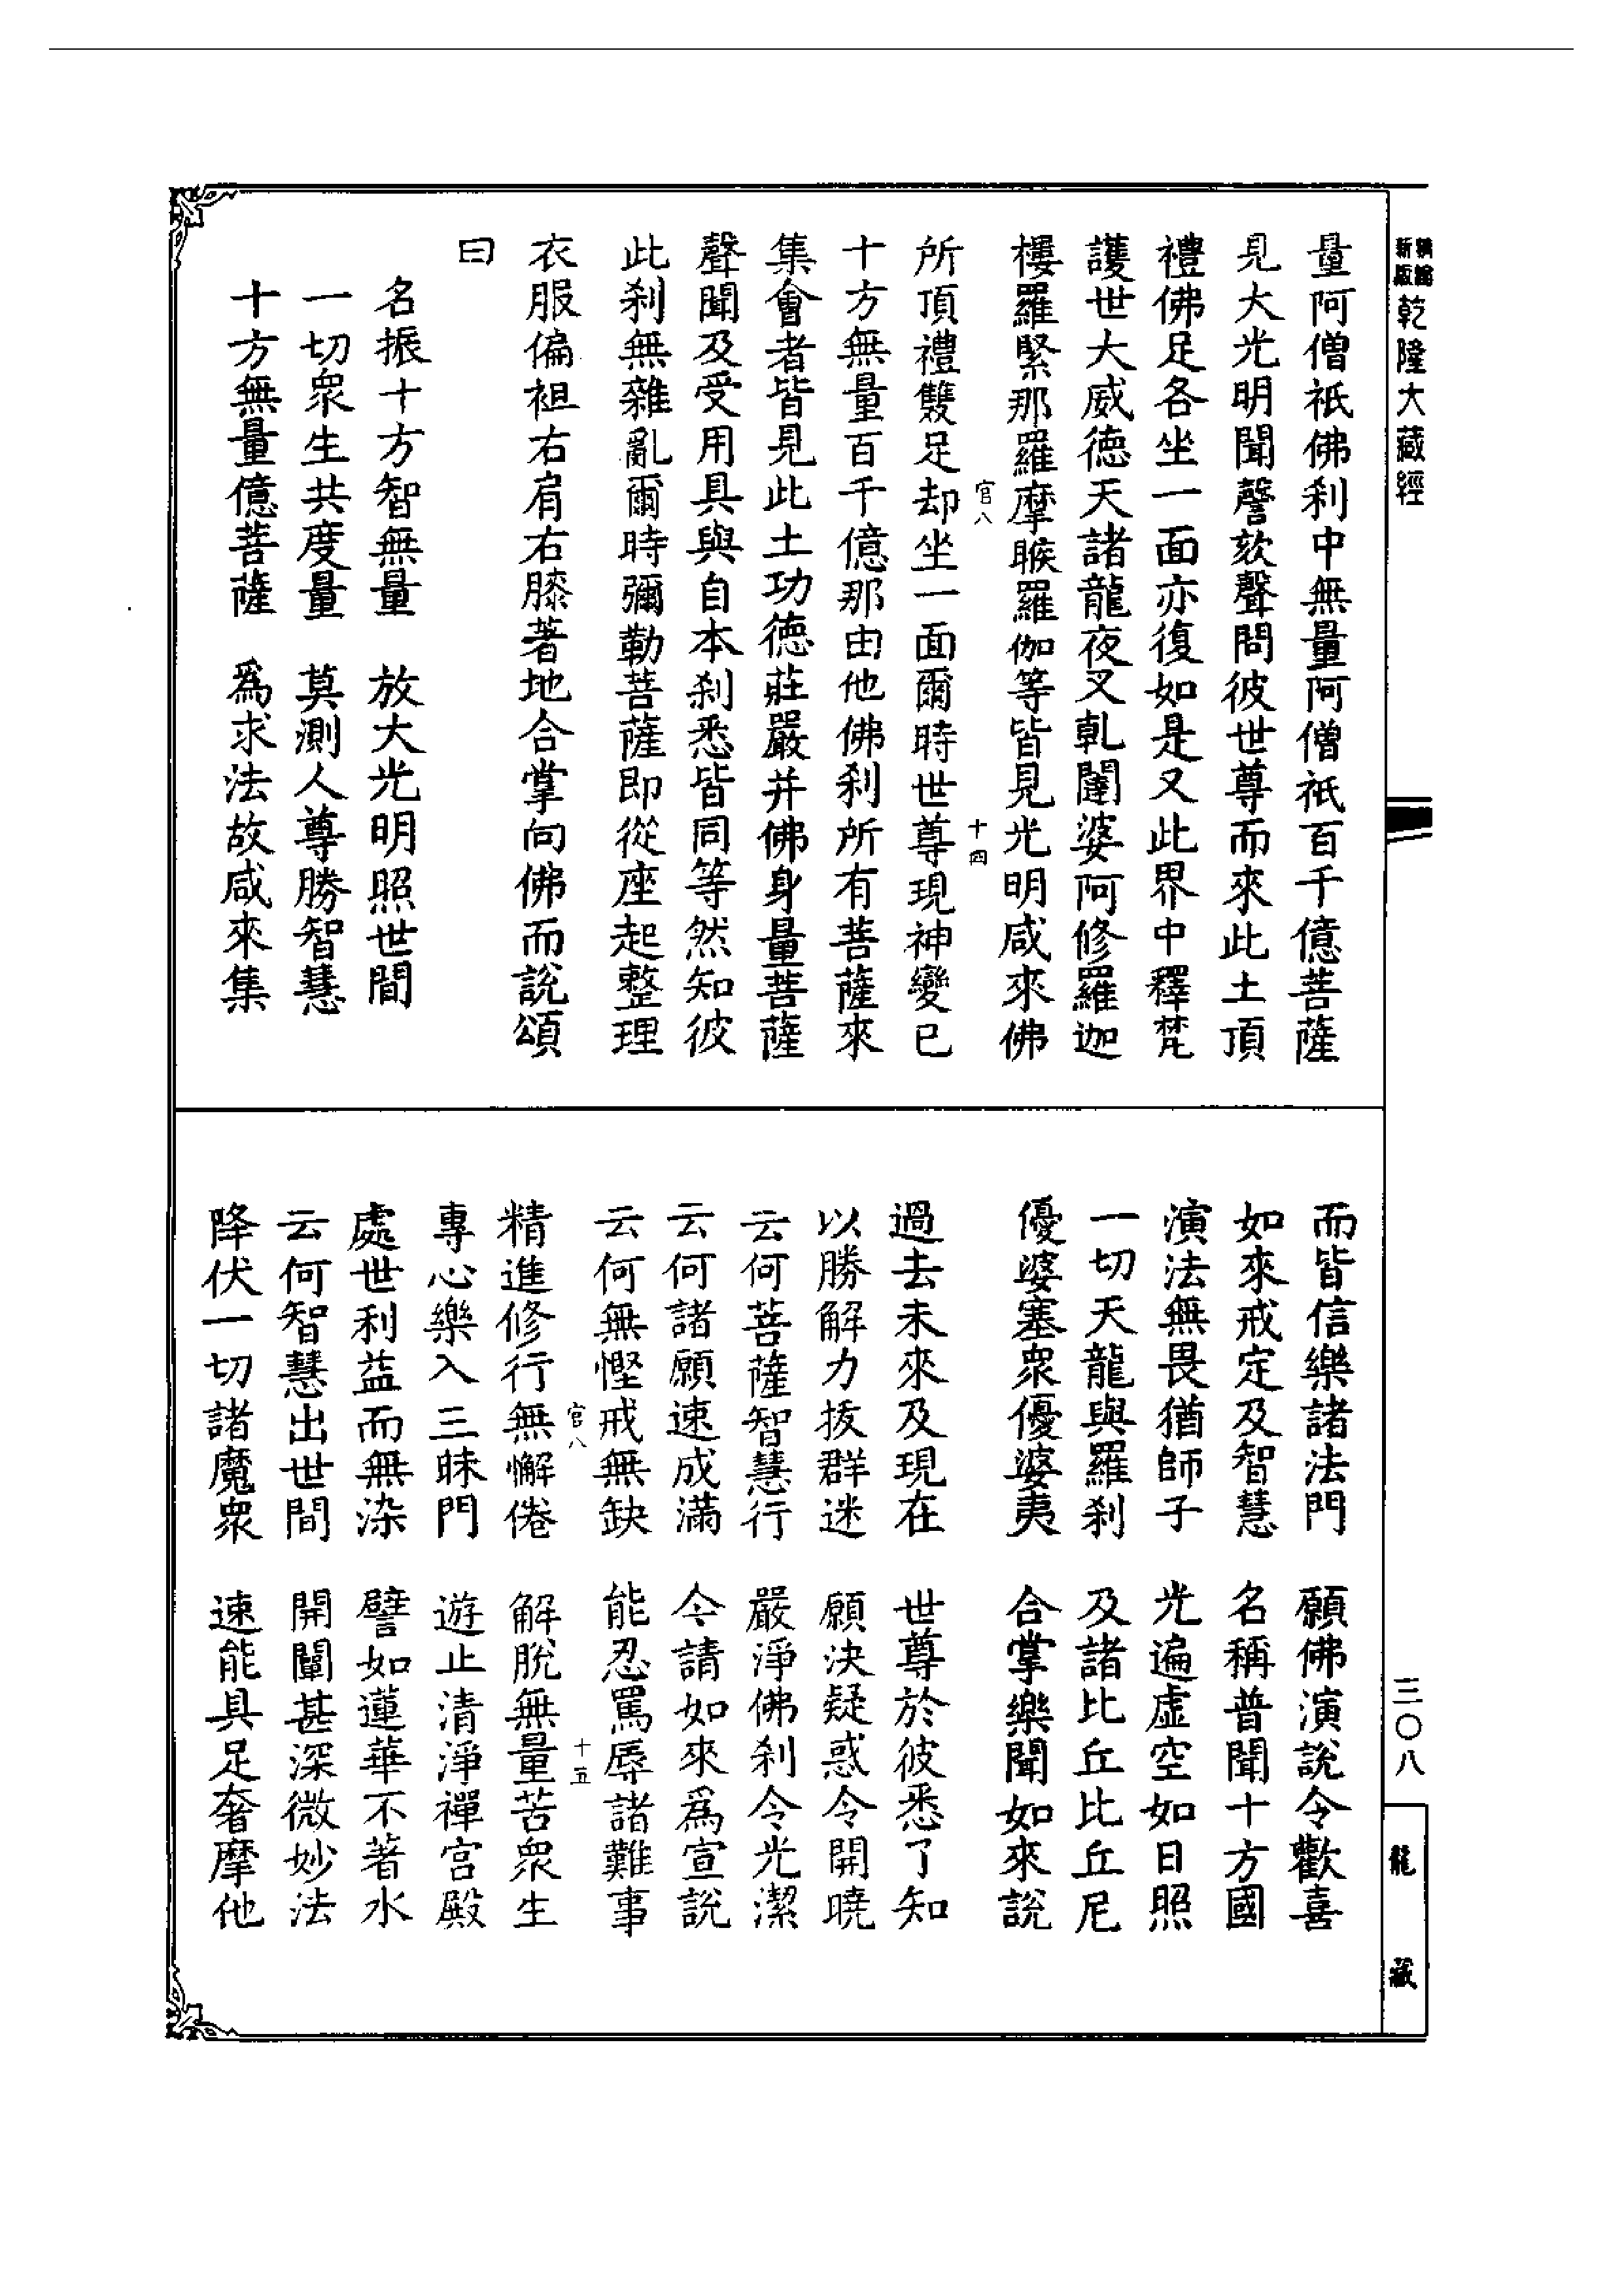 新編
縮版
乾隆大藏經
量阿僧祇佛刹中無量阿僧祇百千億菩薩
見大光明聞謦欬聲問彼世尊而來此土頂
禮佛足各坐一面亦復如是又此界中釋梵
護世大威德天諸龍夜叉乹闥婆阿修羅迦
樓羅緊那羅摩睺羅伽等皆見光明咸來佛
官八
十四
所頂禮雙足却坐一面爾時世尊現神變已
十方無量百千億那由他佛刹所有菩薩來
集會者皆見此土功德莊嚴并佛身量菩薩
聲聞及受用具與自本刹悉皆同等然知彼
此刹無雜亂爾時彌勒菩薩即從座起整理
衣服偏袒右肩右膝著地合掌向佛而說頌
曰
名振十方智無量　放大光明照世間
一切衆生共度量　莫測人尊勝智慧
十方無量億菩薩　爲求法故咸來集
而皆信樂諸法門　願佛演說令歡喜
如來戒定及智慧　名稱普聞十方國
演法無畏猶師子　光遍虛空如日照
一切天龍與羅刹　及諸比丘比丘尼
優婆塞衆優婆夷　合掌樂聞如來說
過去未來及現在　世尊於彼悉了知
以勝解力拔群迷　願決疑惑令開曉
云何菩薩智慧行　嚴淨佛刹令光潔
云何諸願速成滿　今請如來爲宣說
云何無慳戒無缺　能忍罵辱諸難事
官八
十五
精進修行無懈倦　解脫無量苦衆生
專心樂入三昧門　遊止清淨禪宮殿
處世利益而無染　譬如蓮華不著水
云何智慧出世間　開闡甚深微妙法
降伏一切諸魔衆　速能具足奢摩他
三〇八
龍藏